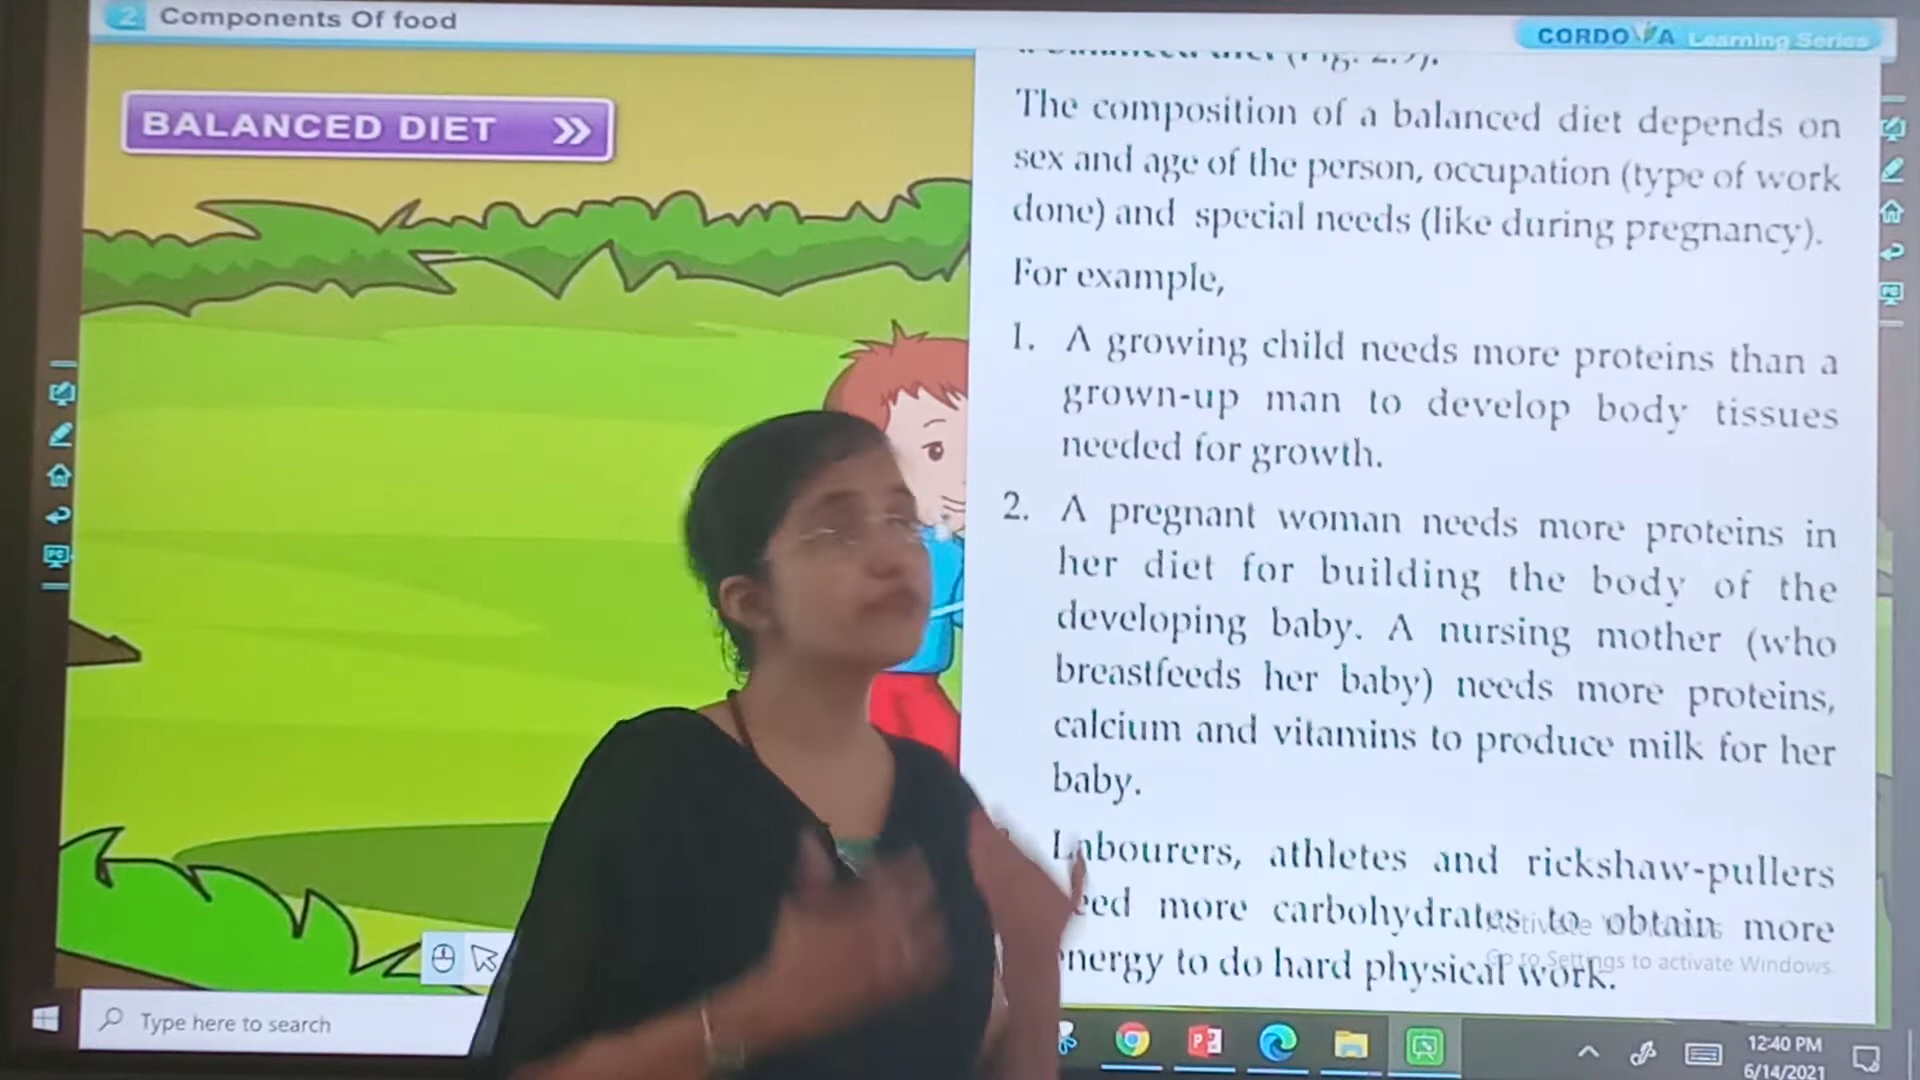 2 Components Of food
CORDOVA Learning Series
BALANCED DIET
The composition of a balanced diet depends on
sex and age of the person, occupation (type of work
done) and special needs (like during pregnancy).
For example,
1. A growing child needs more proteins than a
grown-up man to develop body tissues
needed for growth.
2. A pregnant woman needs more proteins in
her diet for building the body of the
developing baby. A nursing mother (who
breastfeeds her baby) needs more proteins,
calcium and vitamins to produce milk for her
baby.
Labourers, athletes and rickshaw-pullers
more carbohydrates to obtain more
energy to do hard physical work.
Go to Settings to activate Windows.
Type here to search
12:40 PM
6/14/2021